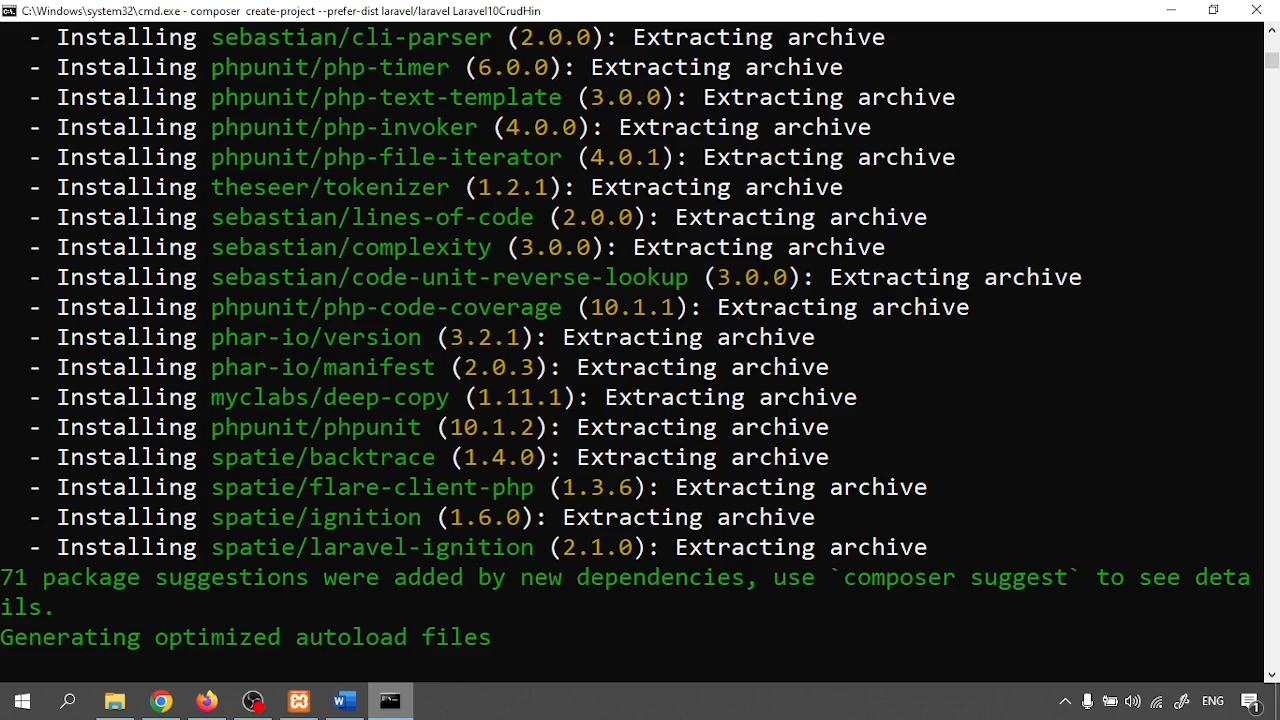 C:\Windows\system32\cmd.exe - composer create-project --prefer-dist laravel/laravel Laravel10CrudHin
- Installing sebastian/cli-parser (2.0.0): Extracting archive
- Installing phpunit/php-timer (6.0.0): Extracting archive
- Installing phpunit/php-text-template (3.0.0): Extracting archive
- Installing phpunit/php-invoker (4.0.0): Extracting archive
- Installing phpunit/php-file-iterator (4.0.1): Extracting archive
- Installing theseer/tokenizer (1.2.1): Extracting archive
- Installing sebastian/lines-of-code (2.0.0): Extracting archive
- Installing sebastian/complexity (3.0.0): Extracting archive
- Installing sebastian/code-unit-reverse-lookup (3.0.0): Extracting archive
- Installing phpunit/php-code-coverage (10.1.1): Extracting archive
- Installing phar-io/version (3.2.1): Extracting archive
- Installing phar-io/manifest (2.0.3): Extracting archive
- Installing myclabs/deep-copy (1.11.1): Extracting archive
- Installing phpunit/phpunit (10.1.2): Extracting archive
- Installing spatie/backtrace (1.4.0): Extracting archive
- Installing spatie/flare-client-php (1.3.6): Extracting archive
- Installing spatie/ignition (1.6.0): Extracting archive
- Installing spatie/laravel-ignition (2.1.0): Extracting archive
71 package suggestions were added by new dependencies, use `composer suggest` to see deta
ils.
Generating optimized autoload files
ENG